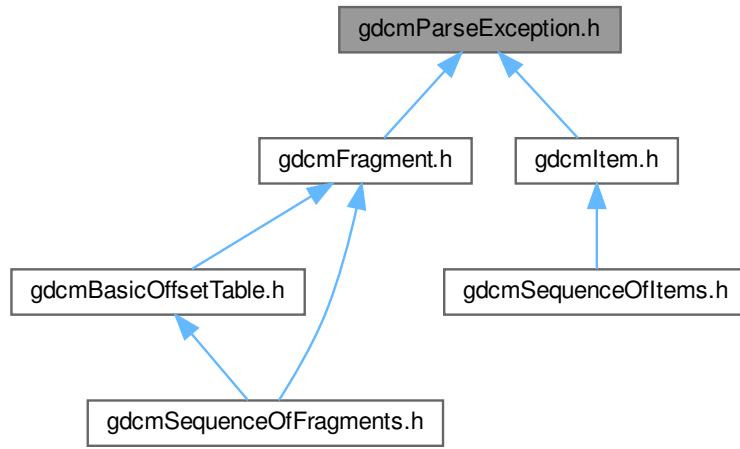 gdcmParseException.h
gdcmFragment.h
gdcmItem.h
gdcmBasicOffsetTable.h
gdcmSequenceOfItems.h
gdcmSequenceOfFragments.h